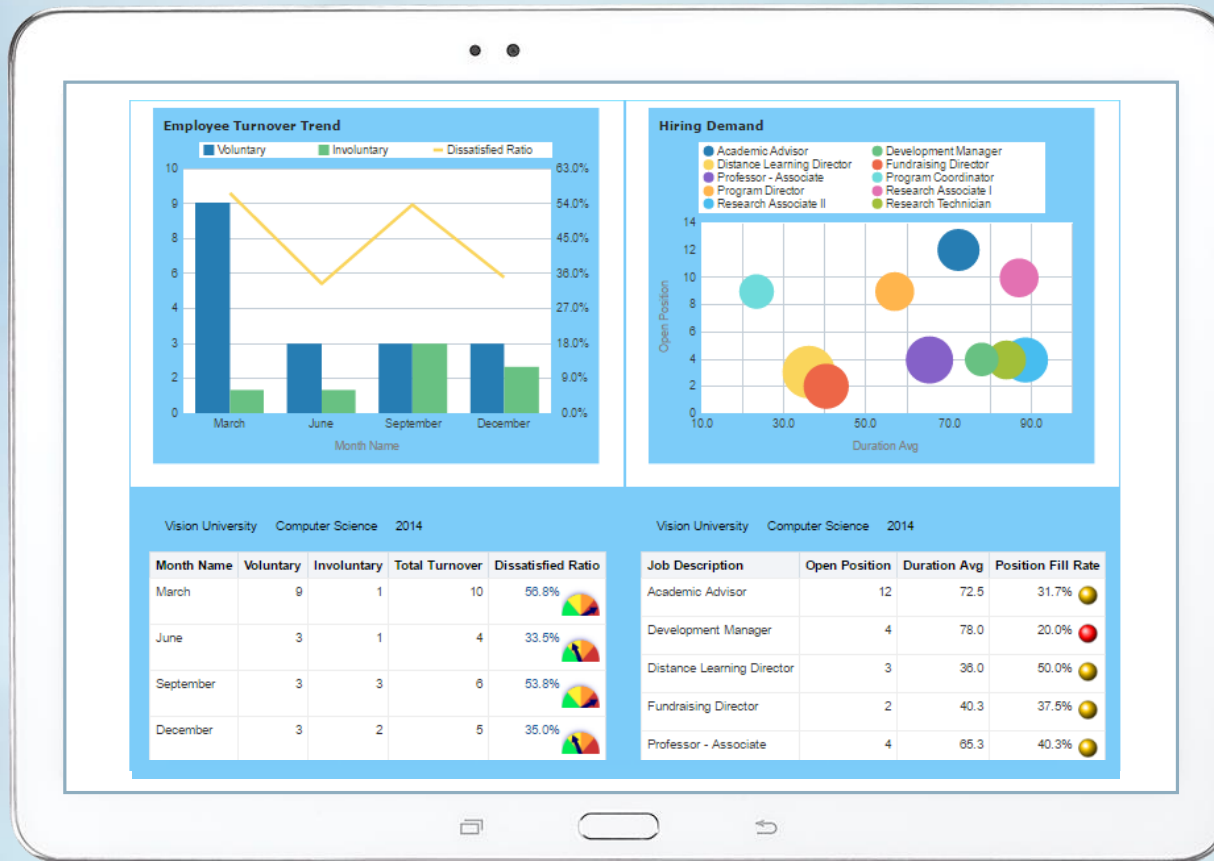 Employee Turnover Trend
Voluntary Involuntary Dissatisfied Ratio
10 63.0%
9 54.0%
8 45.0%
6 36.0%
4 27.0%
3 18.0%
2 9.0%
0 0.0%
March June September December
Month Name
Hiring Demand
Academic Advisor Development Manager
Distance Learning Director Fundraising Director
Professor - Associate Program Coordinator
Program Director Research Associate I
Research Associate II Research Technician
14
12
10
8
6
4
2
0
Open Position
10.0 30.0 50.0 70.0 90.0
Duration Avg
Vision University Computer Science 2014
Month Name Voluntary Involuntary Total Turnover Dissatisfied Ratio
March 9 1 10 56.8%
June 3 1 4 33.5%
September 3 3 6 53.8%
December 3 2 5 35.0%
Vision University Computer Science 2014
Job Description Open Position Duration Avg Position Fill Rate
Academic Advisor 12 72.5 31.7%
Development Manager 4 78.0 20.0%
Distance Learning Director 3 36.0 50.0%
Fundraising Director 2 40.3 37.5%
Professor - Associate 4 65.3 40.3%